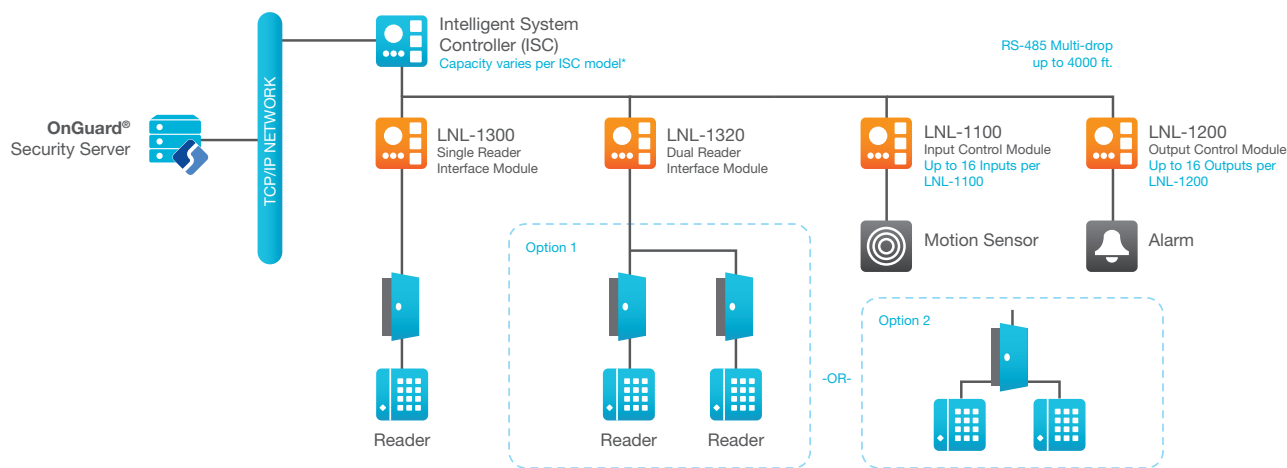 Intelligent System
Controller (ISC)
Capacity varies per ISC model*
RS-485 Multi-drop
up to 4000 ft.
OnGuard®
Security Server
TCP/IP NETWORK
LNL-1300
Single Reader
Interface Module
LNL-1320
Dual Reader
Interface Module
LNL-1100
Input Control Module
Up to 16 Inputs per
LNL-1100
LNL-1200
Output Control Module
Up to 16 Outputs per
LNL-1200
Option 1
Motion Sensor
Alarm
Option 2
-OR-
Reader
Reader
Reader